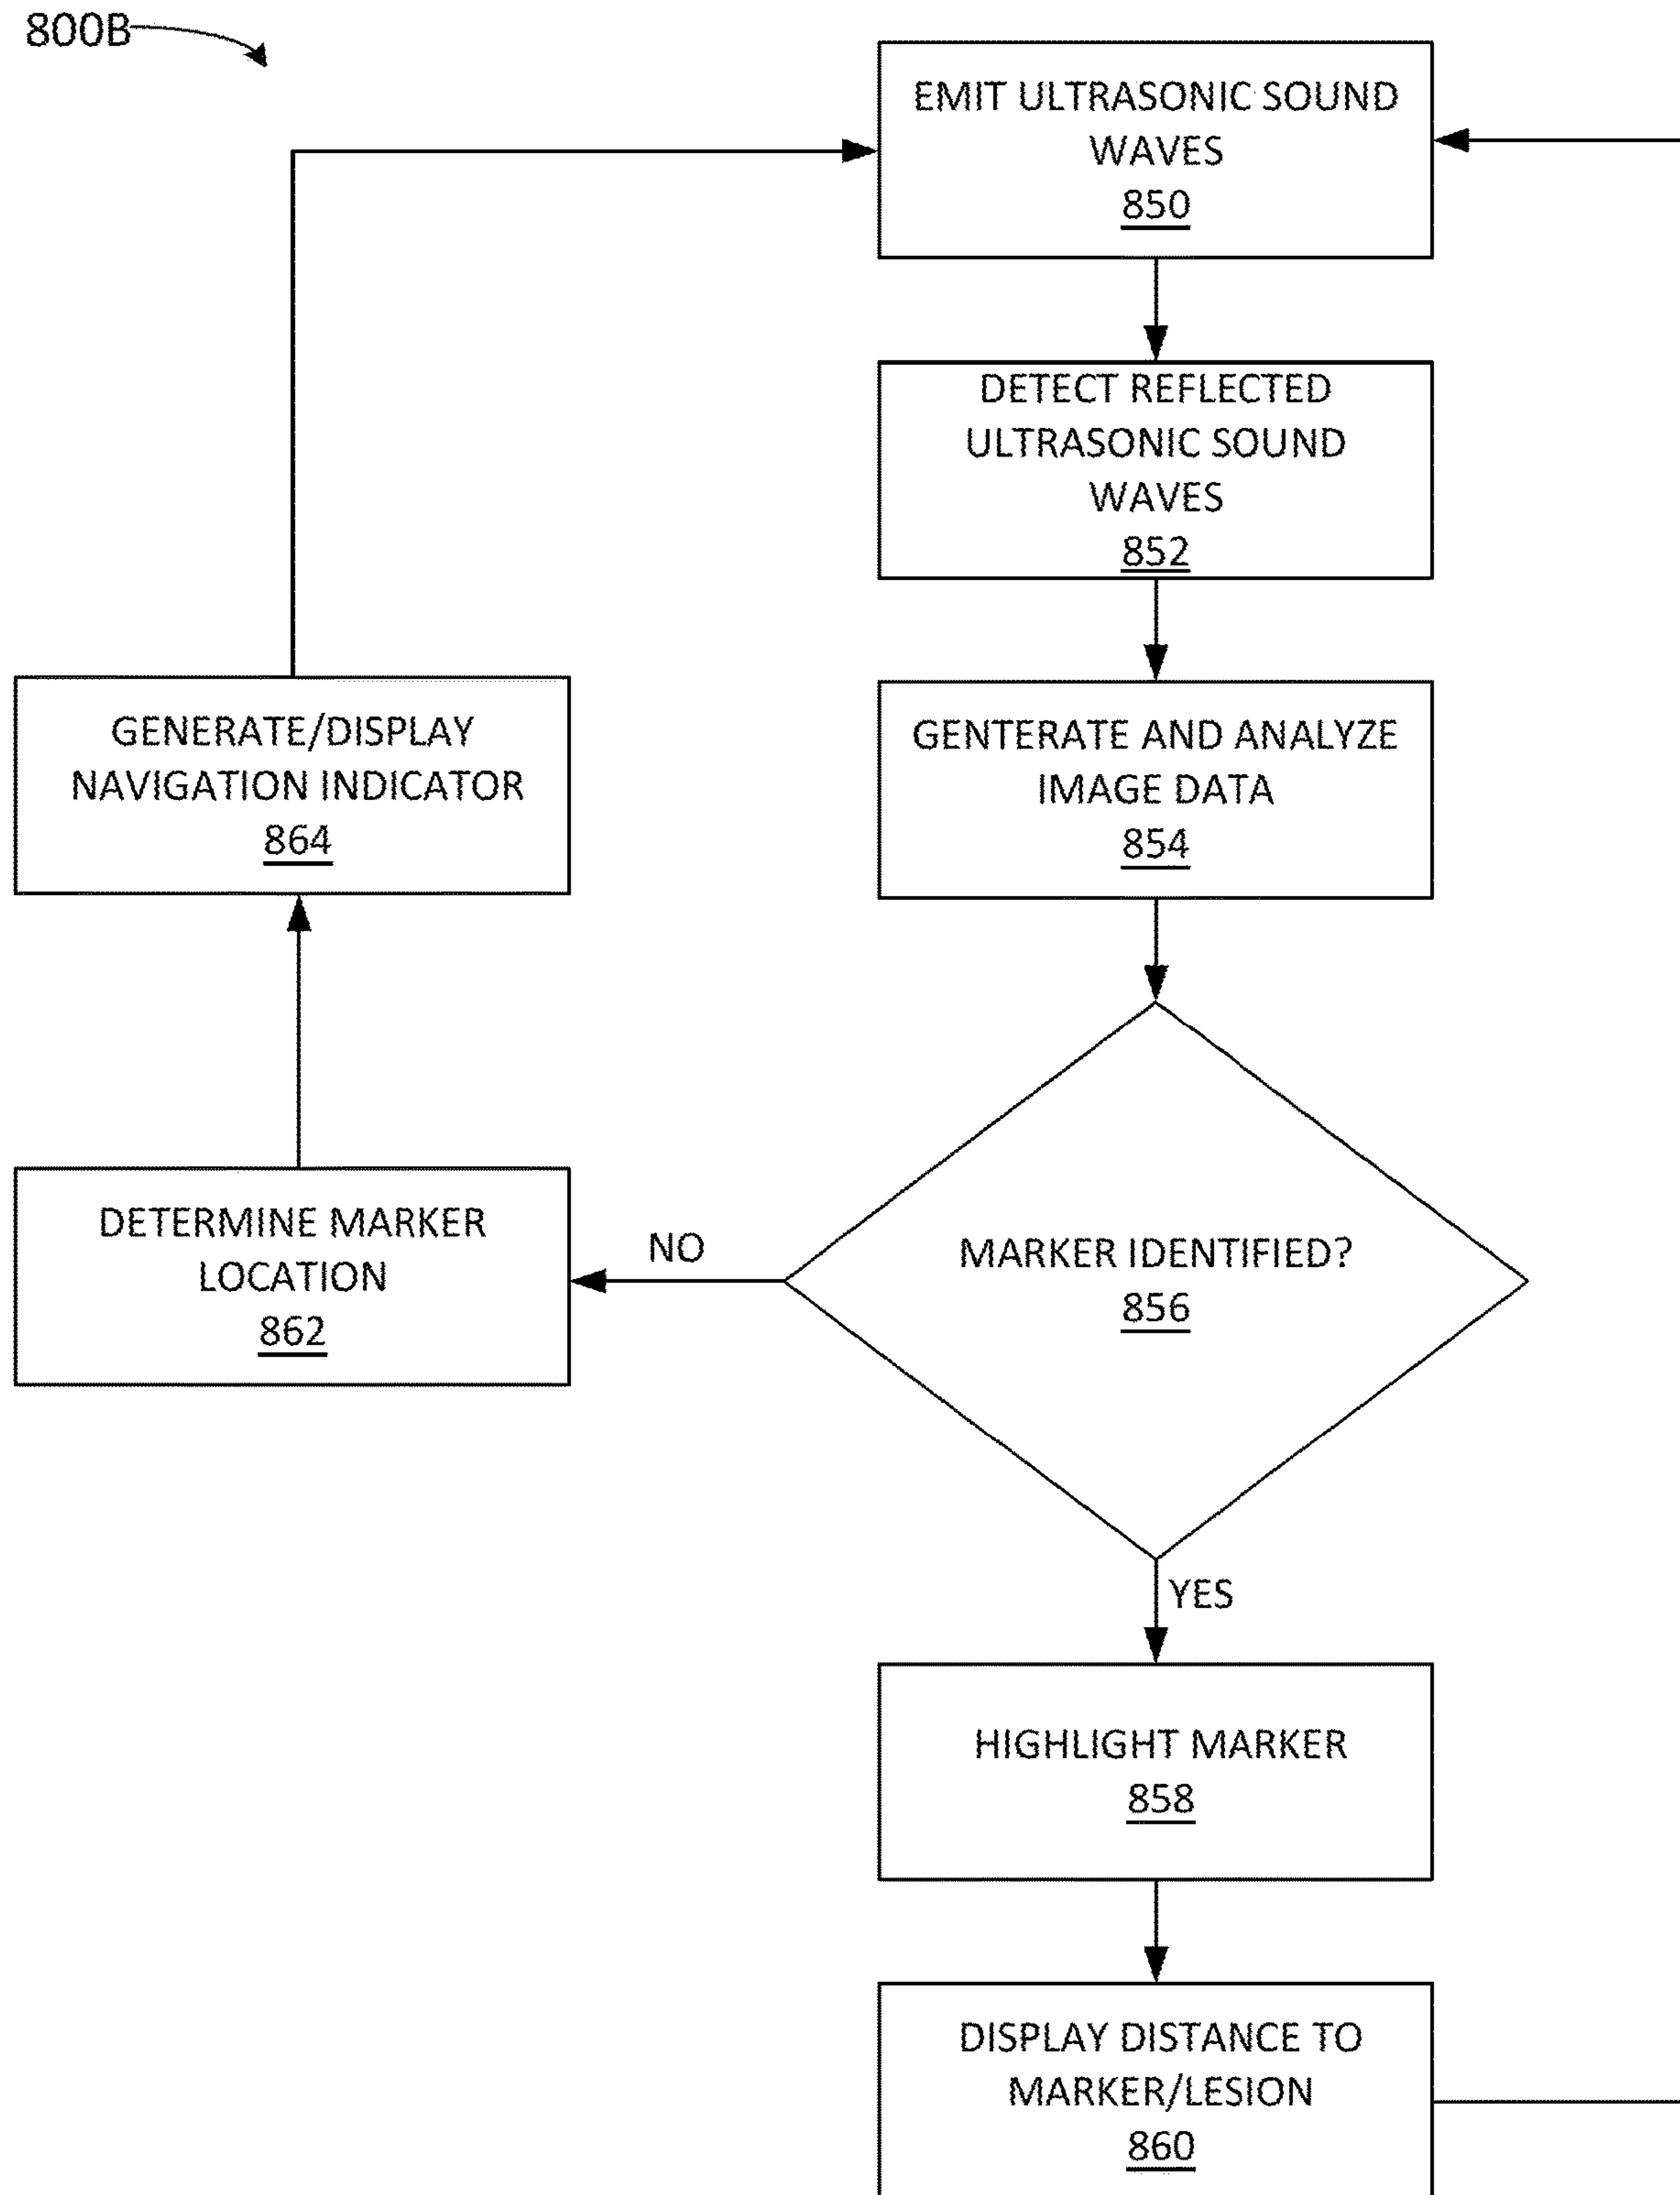 800B
EMIT ULTRASONIC SOUND
WAVES
850
DETECT REFLECTED
ULTRASONIC SOUND
WAVES
852
GENTERATE AND ANALYZE
IMAGE DATA
854
GENERATE/DISPLAY
NAVIGATION INDICATOR
864
DETERMINE MARKER
LOCATION
862
NO
MARKER IDENTIFIED?
856
YES
HIGHLIGHT MARKER
858
DISPLAY DISTANCE TO
MARKER/LESION
860